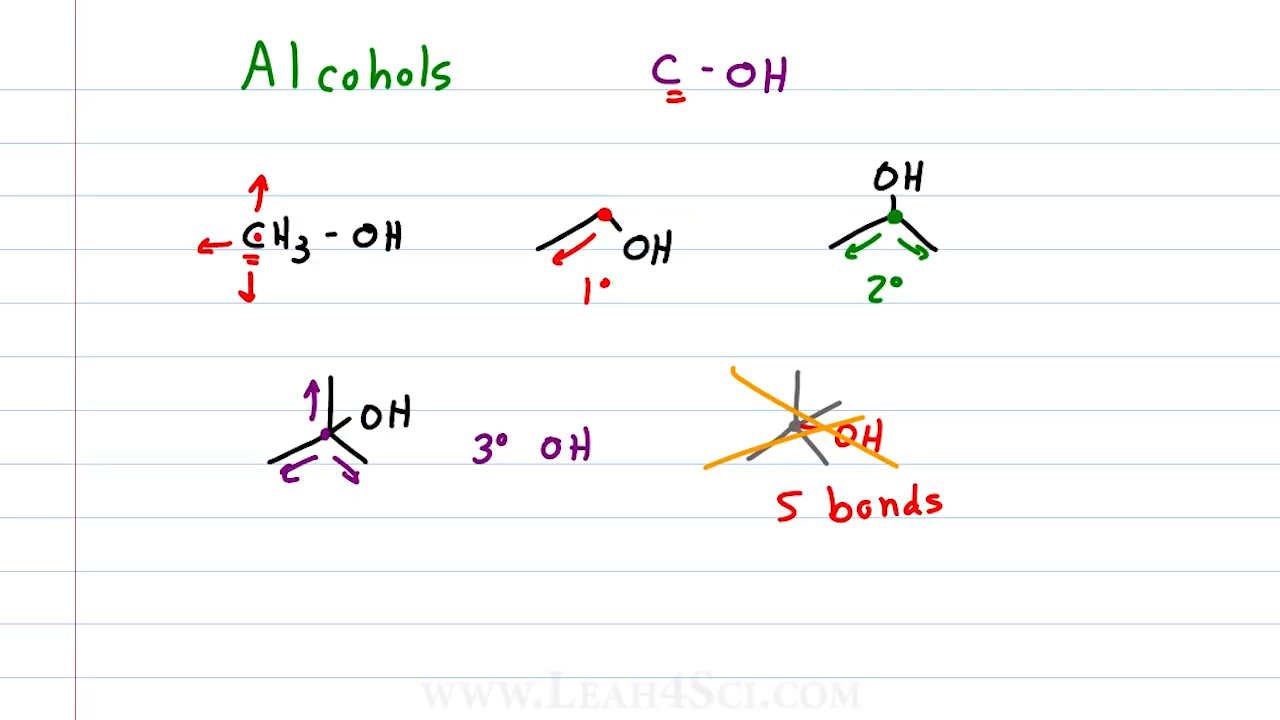 Alcohols C - OH
CH3 - OH
OH
1°
OH
2°
OH
3° OH
OH
5 bonds
www.Leah4Sci.com